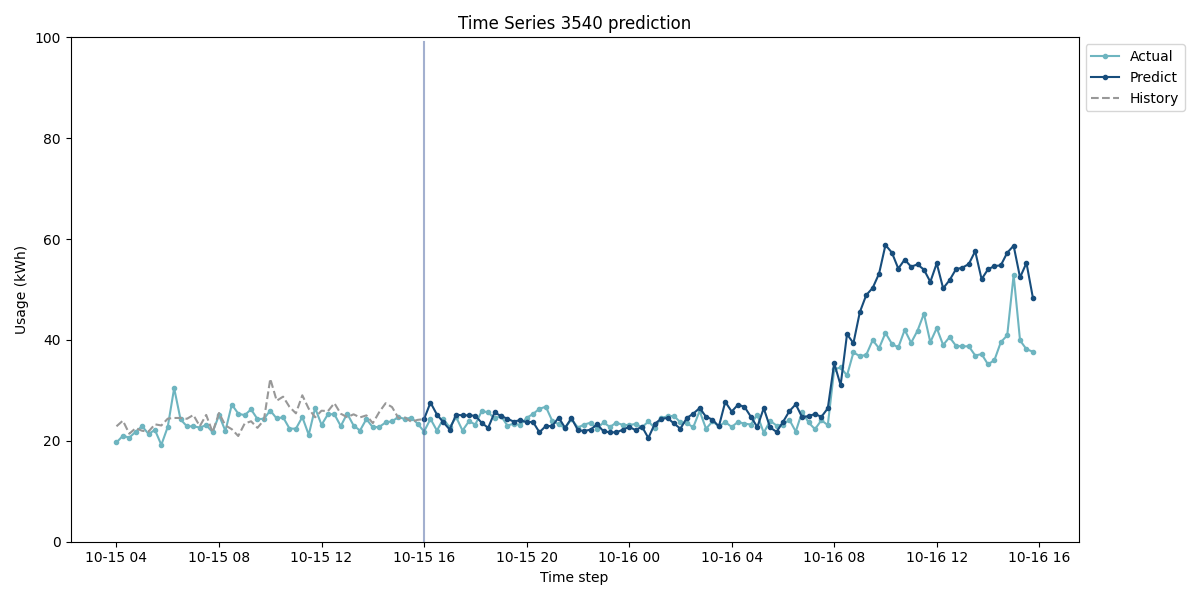 Time Series 3540 prediction
Usage (kWh)
100
80
60
40
20
0
10-15 04
10-15 08
10-15 12
10-15 16
10-15 20
10-16 00
10-16 04
10-16 08
10-16 12
10-16 16
Time step
Actual
Predict
History